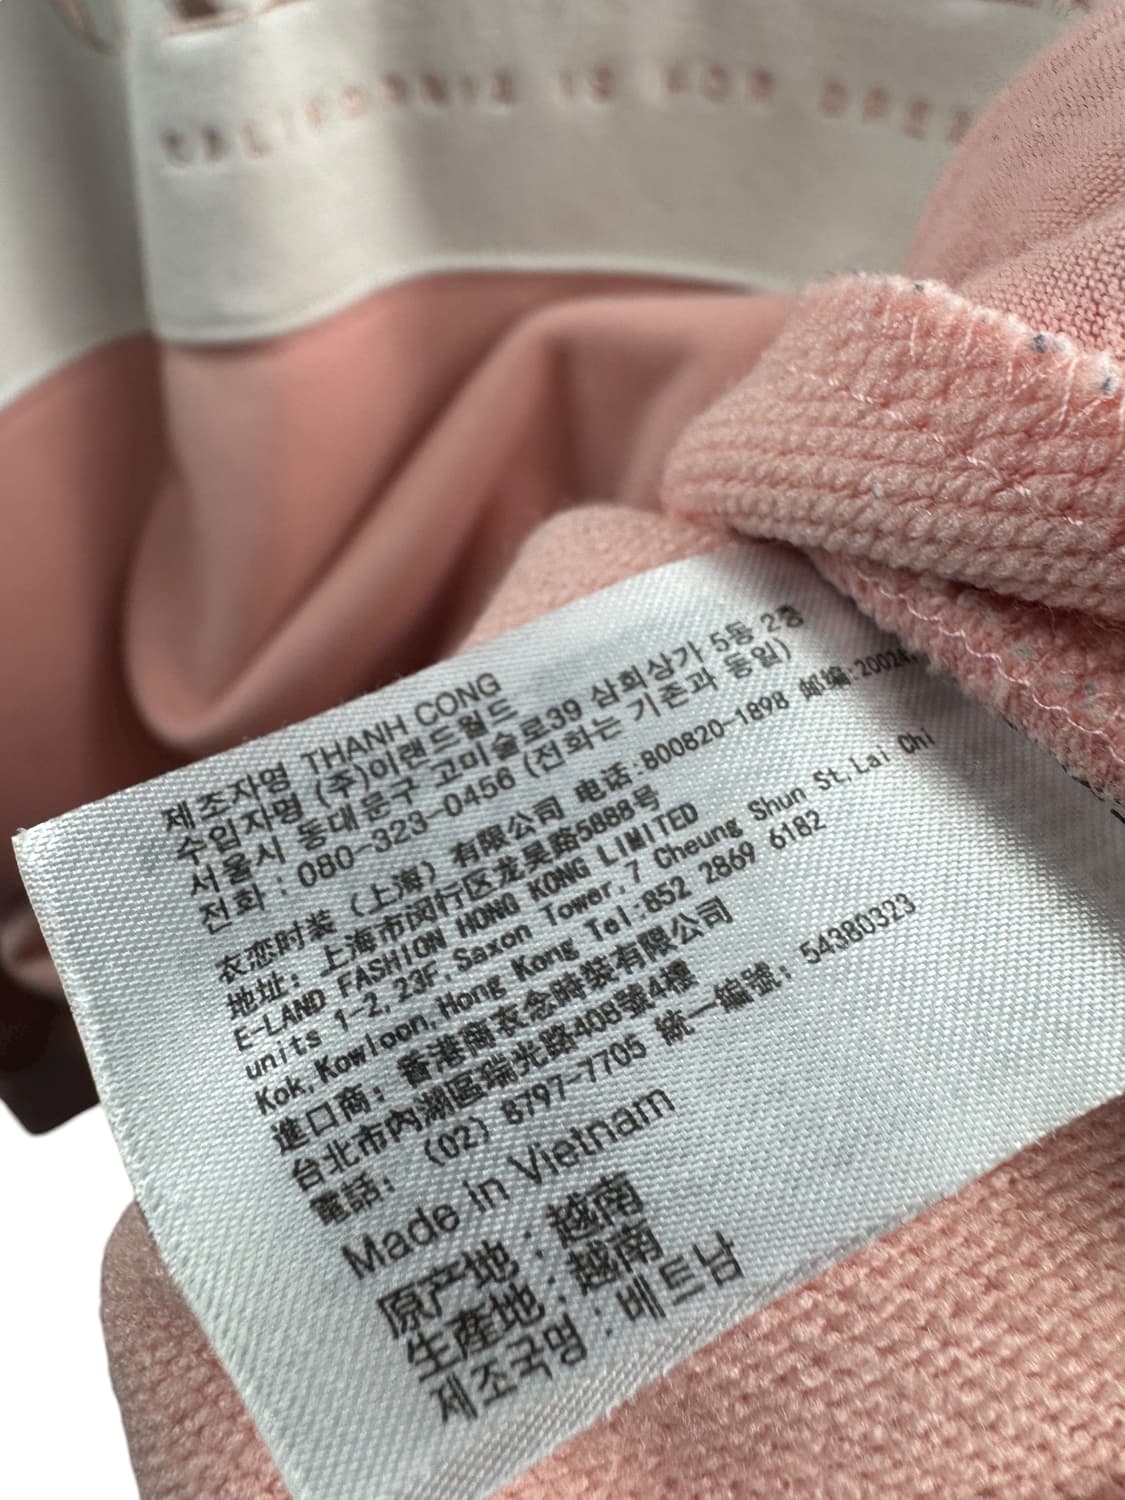 CALIFORNIA IS FOR
제조자명 THANH CONG
수입자명 (주)이랜드월드
서울시 동대문구 고미술로39 삼희상가 5동 2층
전화 : 080-323-0456 (전화는 기존과 동일)
衣恋时装 (上海) 有限公司 电话:800820-1898 邮编:
地址: 上海市闵行区龙吴路5888号
E-LAND FASHION HONG KONG LIMITED
units 1-2, 23F, Saxon Tower, 7 Cheung Shun St, Lai Chi
Kok, Kowloon, Hong Kong Tel:852 2869 6182
進口商: 香港商衣念時裝有限公司
台北市內湖區瑞光路408號4樓
電話: (02) 8797-7705 統一編號: 54380323
Made in Vietnam
原产地 : 越南
生產地 : 越南
제조국명 : 베트남